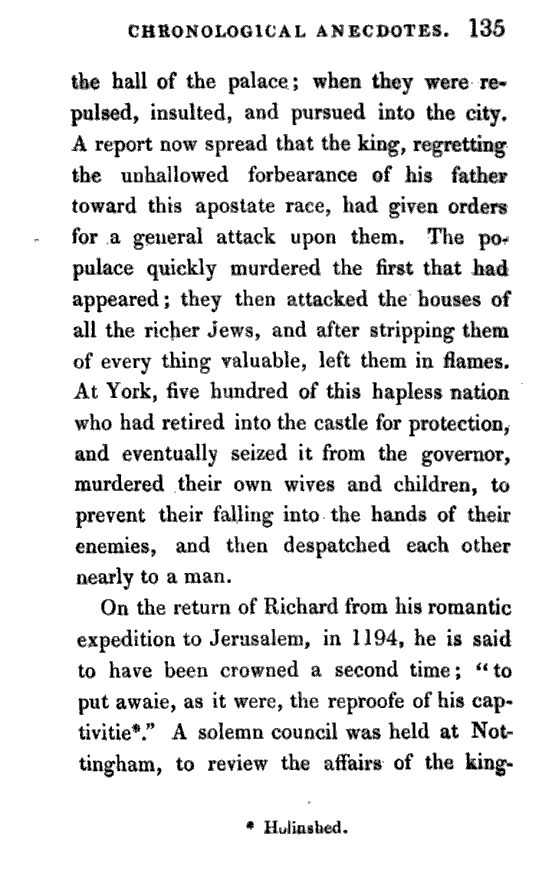 CHRONOLOGICAL ANECDOTES. 135
the hall of the palace; when they were re-
pulsed, insulted, and pursued into the city.
A report now spread that the king, regretting
the unhallowed forbearance of his father
toward this apostate race, had given orders
for a general attack upon them. The po-
pulace quickly murdered the first that had
appeared; they then attacked the houses of
all the richer Jews, and after stripping them
of every thing valuable, left them in flames.
At York, five hundred of this hapless nation
who had retired into the castle for protection,
and eventually seized it from the governor,
murdered their own wives and children, to
prevent their falling into the hands of their
enemies, and then despatched each other
nearly to a man.
On the return of Richard from his romantic
expedition to Jerusalem, in 1194, he is said
to have been crowned a second time; "to
put awaie, as it were, the reproofe of his cap-
tivitie*." A solemn council was held at Not-
tingham, to review the affairs of the king-
* Holinshed.